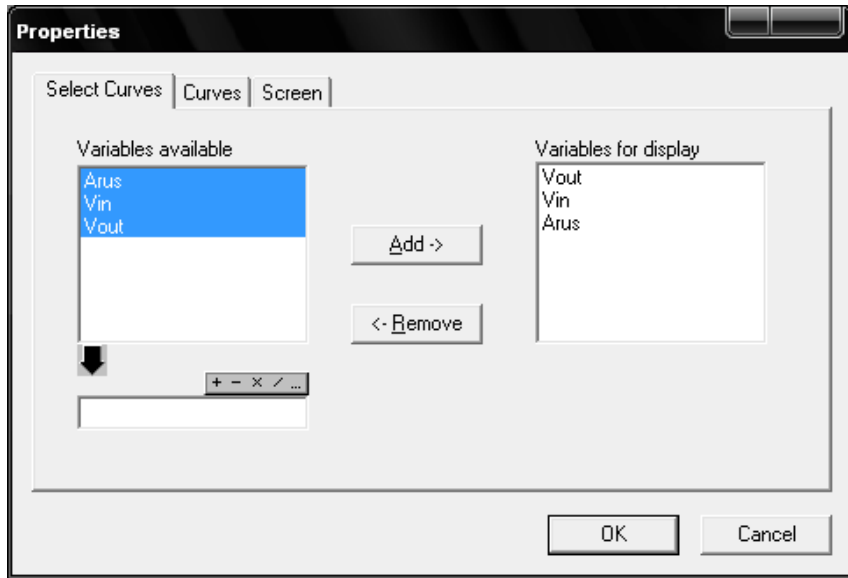 Properties
Select Curves Curves Screen
Variables available
Arus
Vin
Vout
Variables for display
Vout
Vin
Arus
Add ->
<- Remove
+ - × / ...
OK Cancel